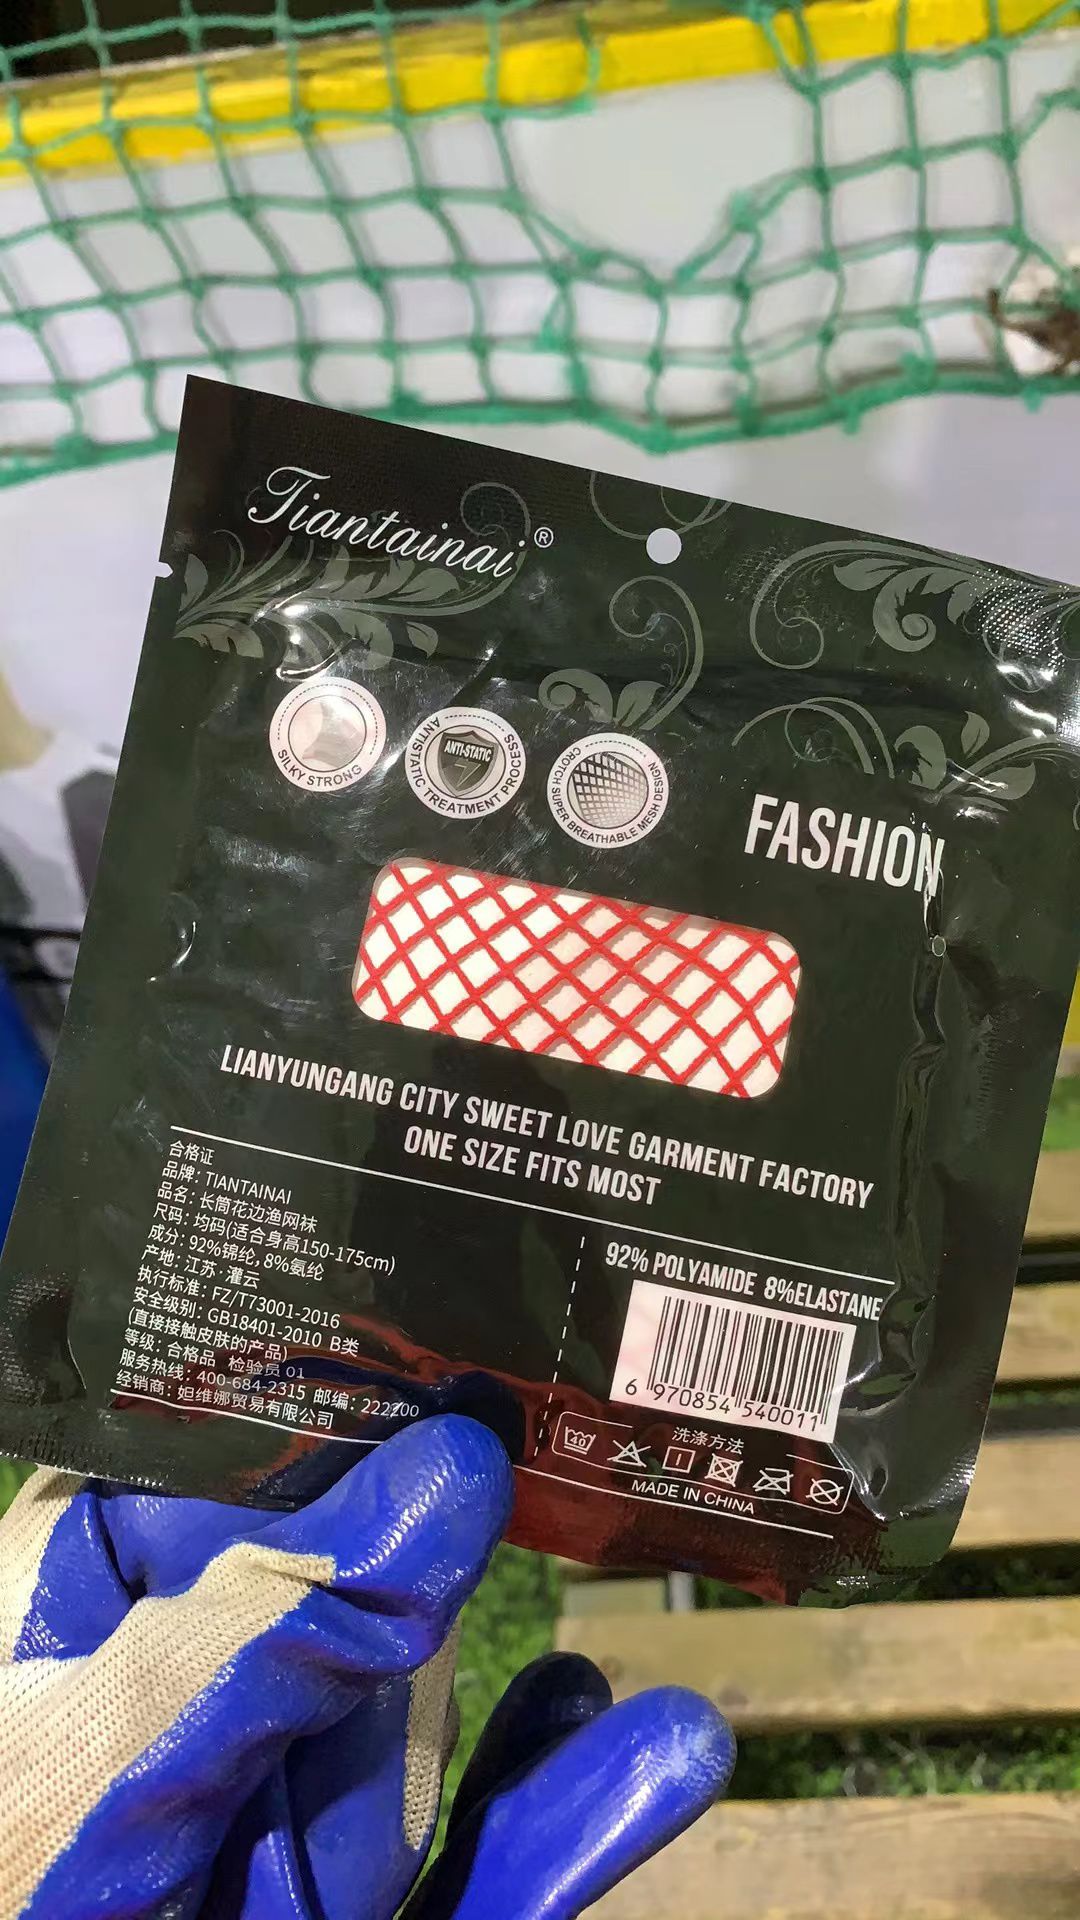 Tiantainai®
SILKY STRONG
ANTI-STATIC
ANTISTATIC TREATMENT PROCESS
CROTCH SUPER BREATHABLE MESH DESIGN
FASHION
LIANYUNGANG CITY SWEET LOVE GARMENT FACTORY
ONE SIZE FITS MOST
合格证
品牌: TIANTAINAI
品名: 长筒花边渔网袜
尺码: 均码(适合身高150-175cm)
成分: 92%锦纶, 8%氨纶
产地: 江苏·灌云
执行标准: FZ/T73001-2016
安全级别: GB18401-2010 B类
(直接接触皮肤的产品)
等级: 合格品 检验员 01
服务热线: 400-684-2315 邮编: 222200
经销商: 妲维娜贸易有限公司
92% POLYAMIDE 8%ELASTANE
6 970854 540011
洗涤方法
40
MADE IN CHINA